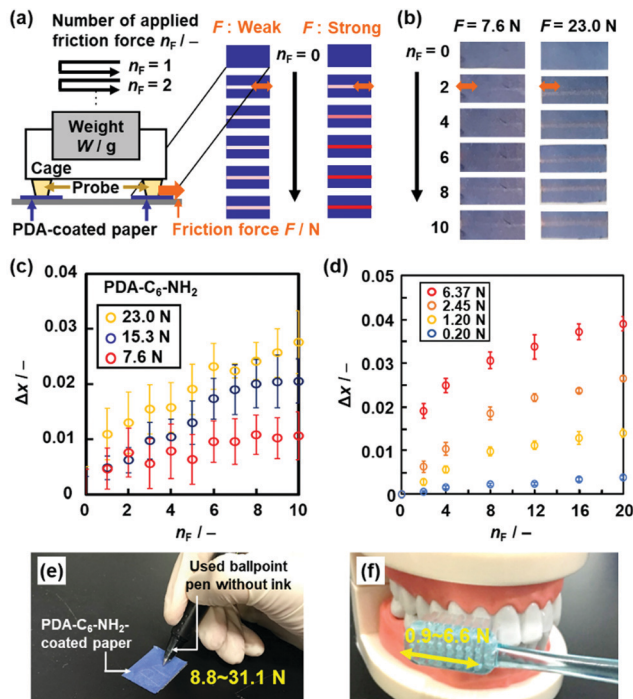 (a)
Number of applied
friction force nF / –
nF = 1
nF = 2
Weight
W / g
Cage
Probe
PDA-coated paper
Friction force F / N
F : Weak
F : Strong
nF = 0
(b)
F = 7.6 N
F = 23.0 N
nF = 0
2
4
6
8
10
(c)
PDA-C6-NH2
23.0 N
15.3 N
7.6 N
0.04
0.03
0.02
0.01
0
Δx / –
0 2 4 6 8 10
nF / –
(d)
6.37 N
2.45 N
1.20 N
0.20 N
0.05
0.04
0.03
0.02
0.01
0
Δx / –
0 4 8 12 16 20
nF / –
(e)
Used ballpoint
pen without ink
PDA-C6-NH2-
coated paper
8.8~31.1 N
(f)
0.9~6.6 N